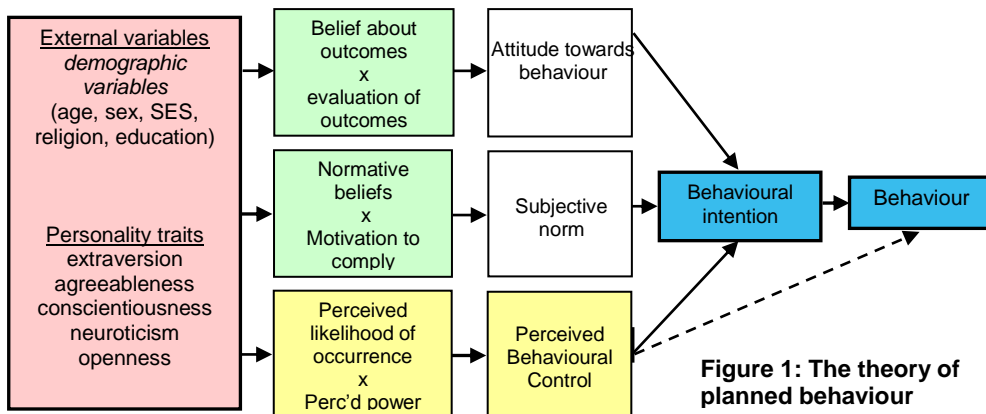 External variables
demographic
variables
(age, sex, SES,
religion, education)
Personality traits
extraversion
agreeableness
conscientiousness
neuroticism
openness
Belief about
outcomes
x
evaluation of
outcomes
Attitude towards
behaviour
Normative
beliefs
x
Motivation to
comply
Subjective
norm
Perceived
likelihood of
occurrence
x
Perc'd power
Perceived
Behavioural
Control
Behavioural
intention
Behaviour
Figure 1: The theory of
planned behaviour